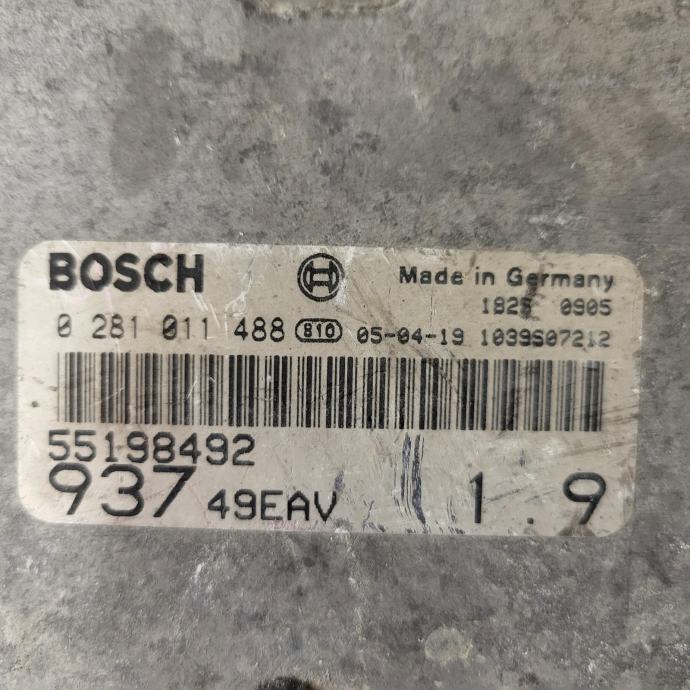 BOSCH Made in Germany
0905
0 281 011 488 810 05-04-19 1039S07212
55198492
937 49EAV 1.9